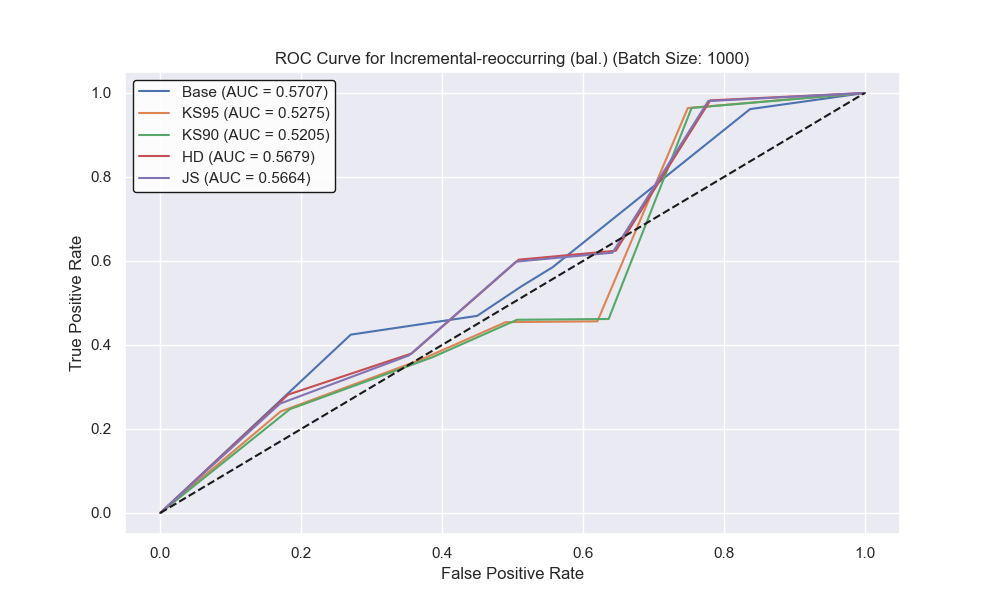 ROC Curve for Incremental-reoccurring (bal.) (Batch Size: 1000)
Base (AUC = 0.5707)
KS95 (AUC = 0.5275)
KS90 (AUC = 0.5205)
HD (AUC = 0.5679)
JS (AUC = 0.5664)
True Positive Rate
1.0
0.8
0.6
0.4
0.2
0.0
0.0 0.2 0.4 0.6 0.8 1.0
False Positive Rate